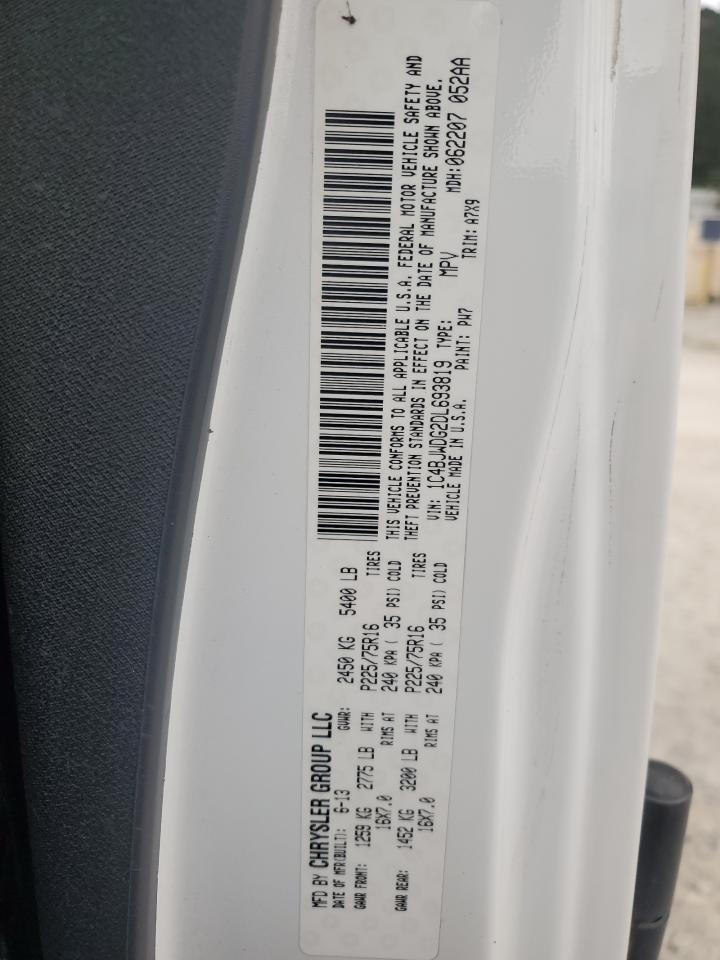 MFD BY CHRYSLER GROUP LLC
DATE OF MFR(BUILT): 6-13 GVWR: 2450 KG 5400 LB
GAWR FRONT: 1259 KG 2775 LB WITH P225/75R16 TIRES
16X7.0 RIMS AT 240 KPA ( 35 PSI) COLD
GAWR REAR: 1452 KG 3200 LB WITH P225/75R16 TIRES
16X7.0 RIMS AT 240 KPA ( 35 PSI) COLD
THIS VEHICLE CONFORMS TO ALL APPLICABLE U.S.A. FEDERAL MOTOR VEHICLE SAFETY AND
THEFT PREVENTION STANDARDS IN EFFECT ON THE DATE OF MANUFACTURE SHOWN ABOVE.
VIN: 1C4BJWDG2DL693819 TYPE: MPV MDH: 062207 052AA
VEHICLE MADE IN U.S.A. PAINT: PW7 TRIM: A7X9